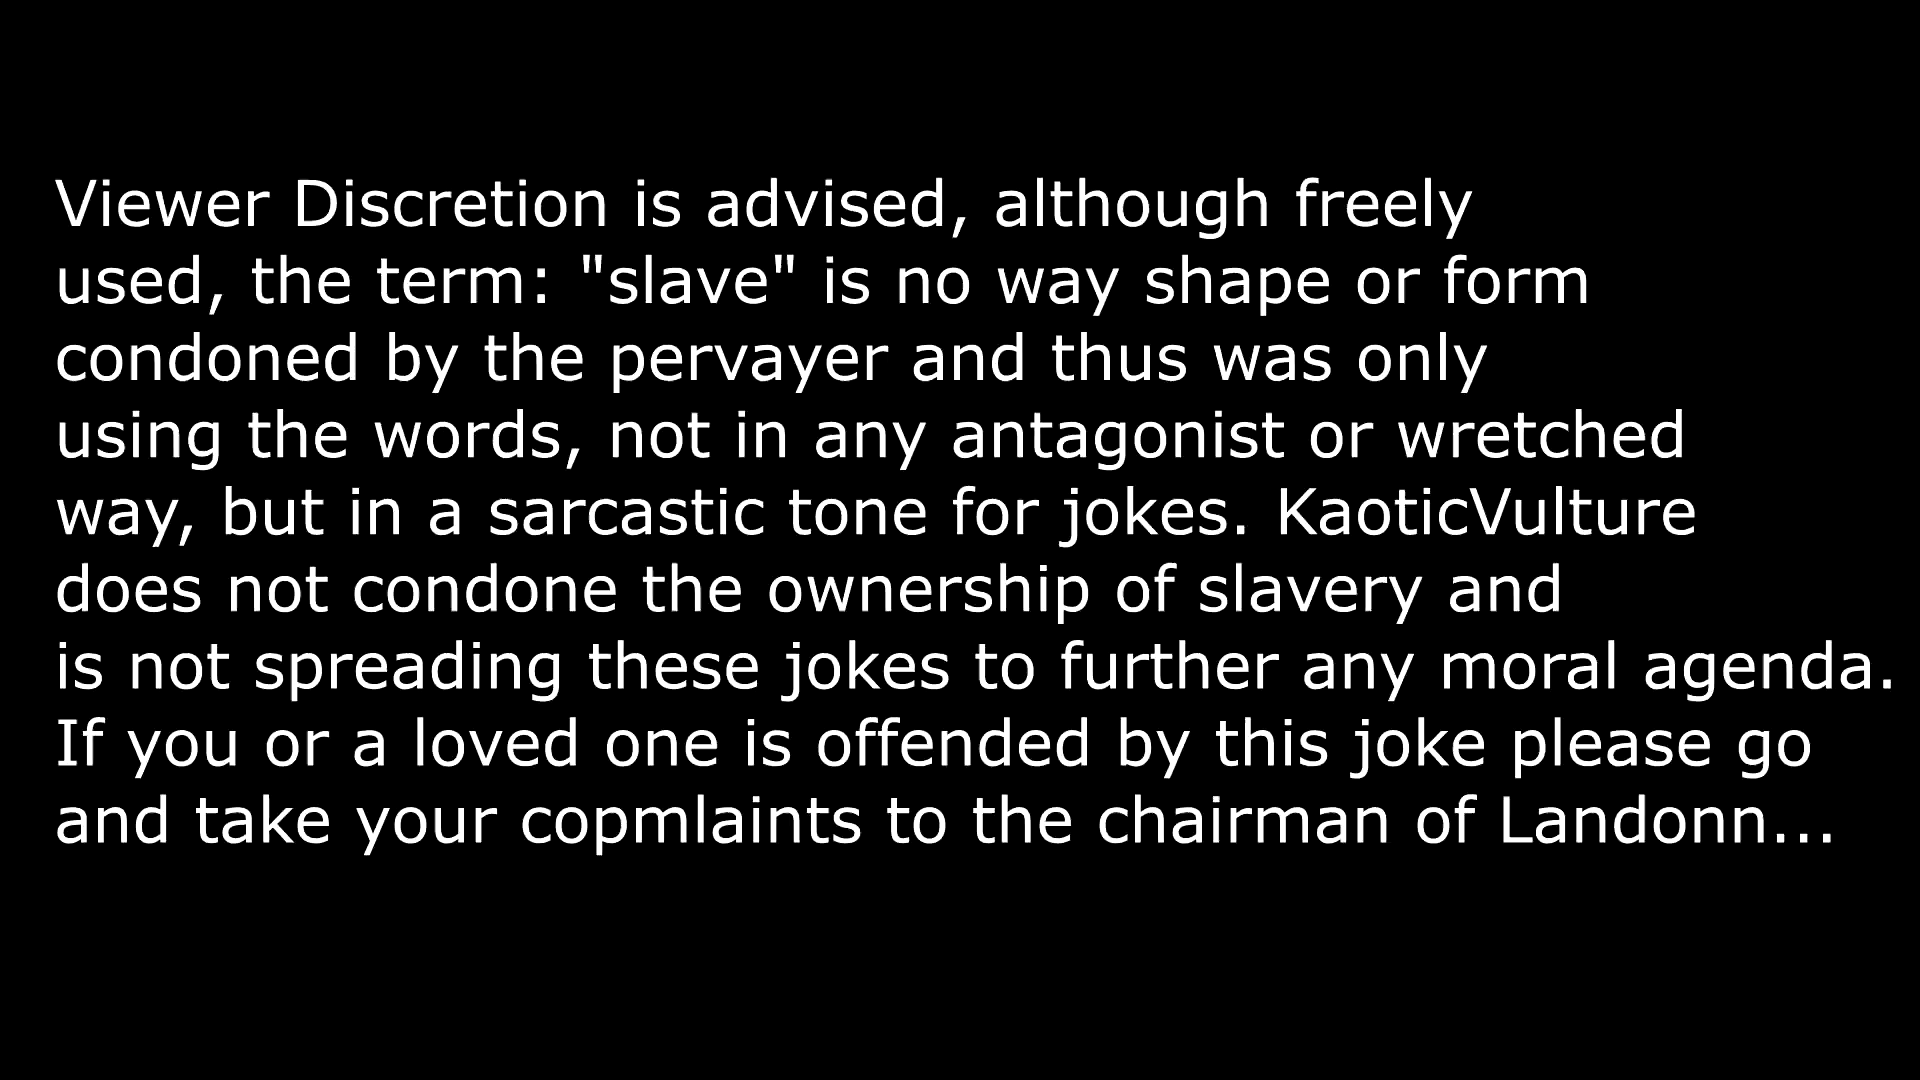 Viewer Discretion is advised, although freely
used, the term: "slave" is no way shape or form
condoned by the pervayer and thus was only
using the words, not in any antagonist or wretched
way, but in a sarcastic tone for jokes. KaoticVulture
does not condone the ownership of slavery and
is not spreading these jokes to further any moral agenda.
If you or a loved one is offended by this joke please go
and take your copmlaints to the chairman of Landonn...